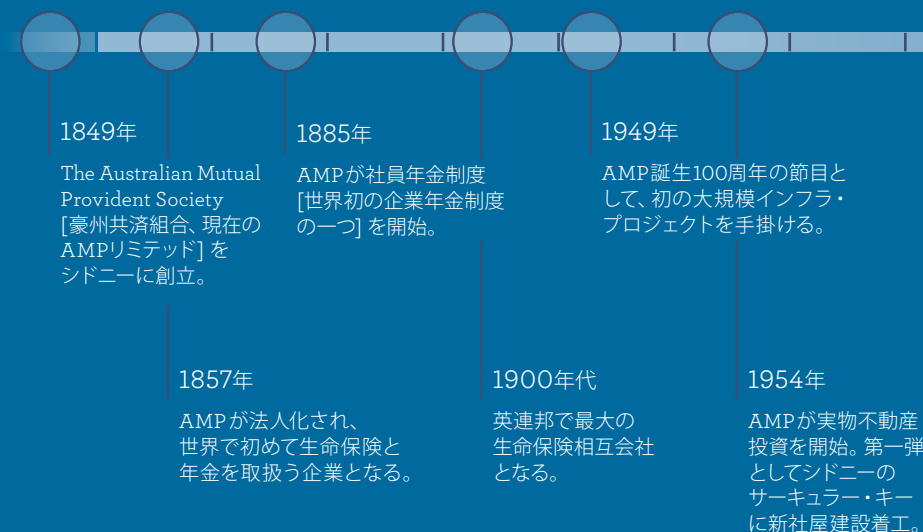 1849年
The Australian Mutual
Provident Society
[豪州共済組合、現在の
AMPリミテッド] を
シドニーに創立。
1857年
AMPが法人化され、
世界で初めて生命保険と
年金を取扱う企業となる。
1885年
AMPが社員年金制度
[世界初の企業年金制度
の一つ] を開始。
1900年代
英連邦で最大の
生命保険相互会社
となる。
1949年
AMP誕生100周年の節目と
して、初の大規模インフラ・
プロジェクトを手掛ける。
1954年
AMPが実物不動産
投資を開始。第一弾
としてシドニーの
サーキュラー・キー
に新社屋建設着工。